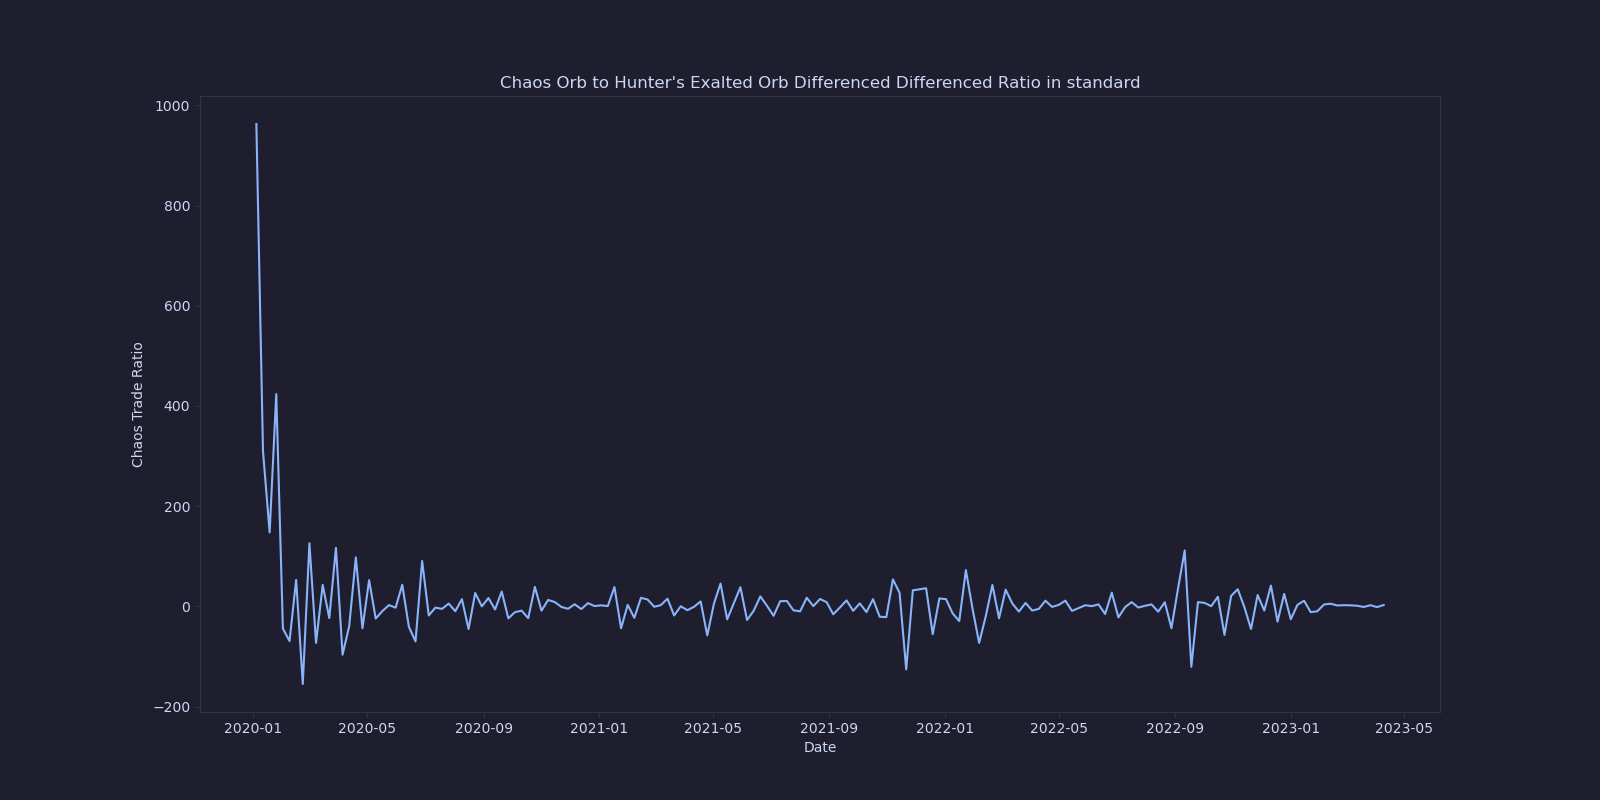 Chaos Orb to Hunter's Exalted Orb Differenced Differenced Ratio in standard
1000
800
600
400
200
0
−200
Chaos Trade Ratio
2020-01 2020-05 2020-09 2021-01 2021-05 2021-09 2022-01 2022-05 2022-09 2023-01 2023-05
Date